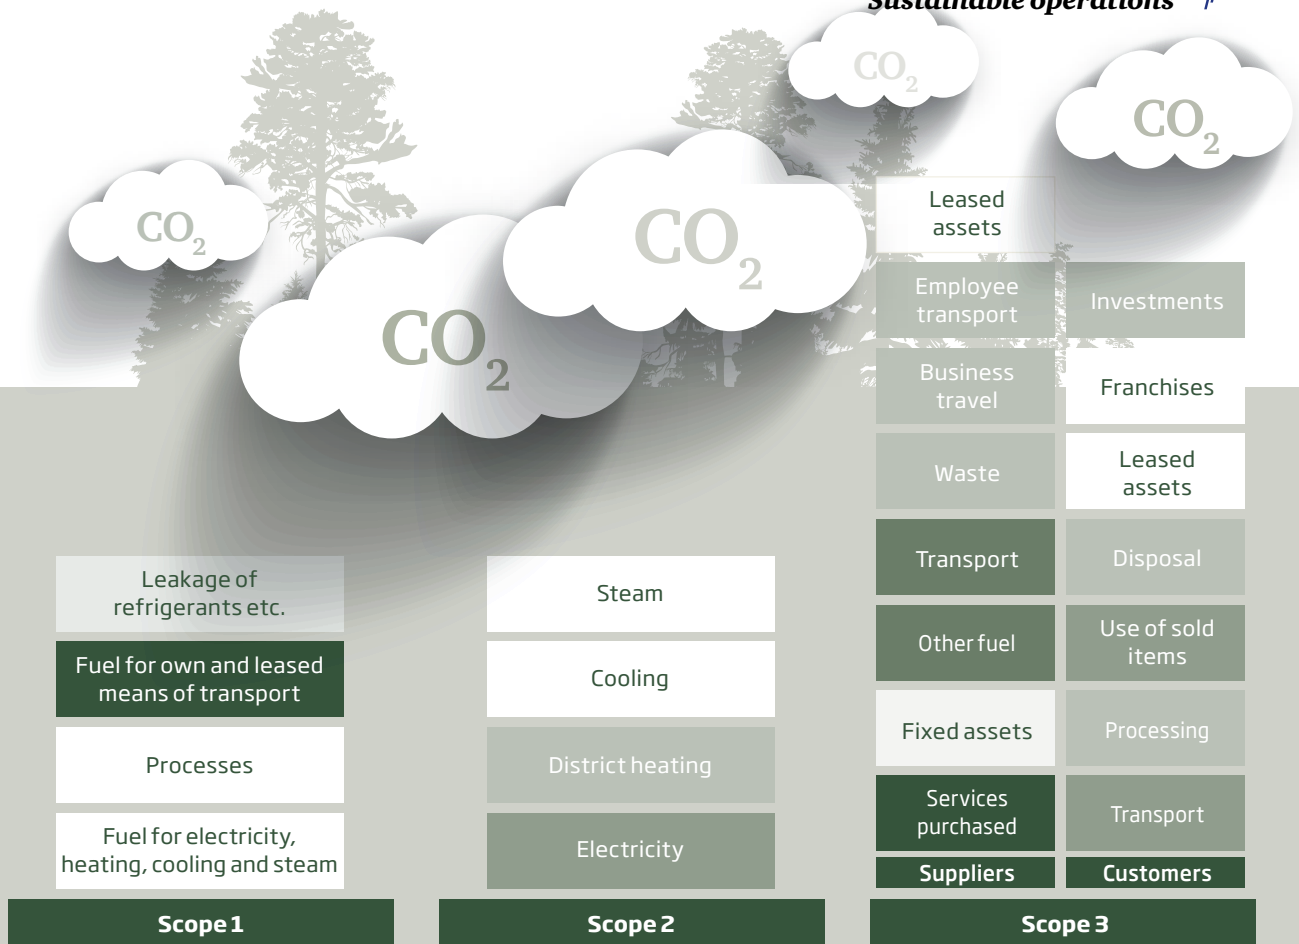 Sustainable operations
CO2
CO2
CO2
CO2
CO2
Leakage of
refrigerants etc.
Fuel for own and leased
means of transport
Processes
Fuel for electricity,
heating, cooling and steam
Scope 1
Steam
Cooling
District heating
Electricity
Scope 2
Leased
assets
Employee
transport
Business
travel
Waste
Transport
Other fuel
Fixed assets
Services
purchased
Suppliers
Investments
Franchises
Leased
assets
Disposal
Use of sold
items
Processing
Transport
Customers
Scope 3